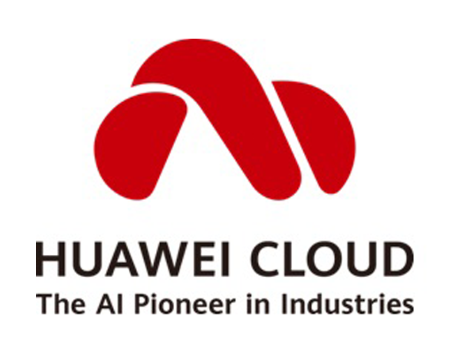 HUAWEI CLOUD
The AI Pioneer in Industries